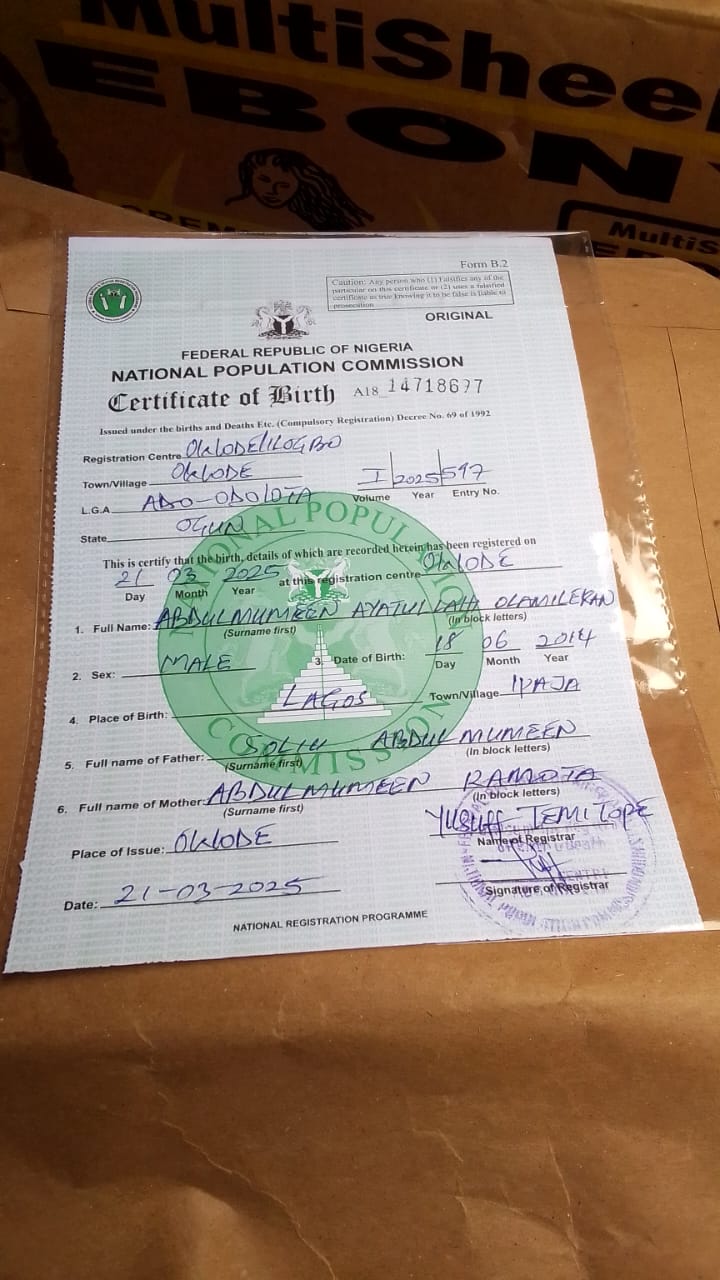 MultiShee
EBONY
MultiS
Form B.2
Caution: Any person who (1) Falsifies any of the
particular on this certificate or (2) uses a falsified
certificate as true knowing it to be false is liable to
prosecution
ORIGINAL
FEDERAL REPUBLIC OF NIGERIA
NATIONAL POPULATION COMMISSION
Certificate of Birth A18 14718697
Issued under the births and Deaths Etc. (Compulsory Registration) Decree No. 69 of 1992
Registration Centre OKLODE/ILOGBO
Town/Village OKLODE
I 2025 597
Volume Year Entry No.
L.G.A ADO-ODO/OTA
State OGUN
NATIONAL POPULATION COMMISSION
This is certify that the birth, details of which are recorded herein has been registered on
21 03 2025 at this registration centre OKLODE
Day Month Year
1. Full Name: ABDULMUMEEN AYATULLAHI OLAMILEKAN
(Surname first) (In block letters)
2. Sex: MALE 3. Date of Birth: 18 06 2014
Day Month Year
4. Place of Birth: LAGOS Town/Village IPAJA
5. Full name of Father: SOLIU ABDULMUMEEN
(Surname first) (In block letters)
6. Full name of Mother: ABDULMUMEEN RAMOTA
(Surname first) (In block letters)
YUSUFF TEMITOPE
Name of Registrar
Place of Issue: OKLODE
Signature of Registrar
Date: 21-03-2025
NATIONAL REGISTRATION PROGRAMME